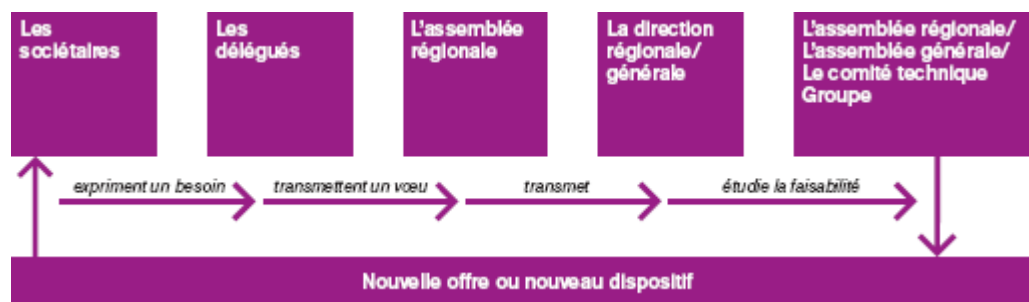 Les
sociétaires
Les
délégués
L'assemblée
régionale
La direction
régionale/
générale
L'assemblée régionale/
L'assemblée générale/
Le comité technique
Groupe
expriment un besoin
transmettent un vœu
transmet
étudie la faisabilité
Nouvelle offre ou nouveau dispositif